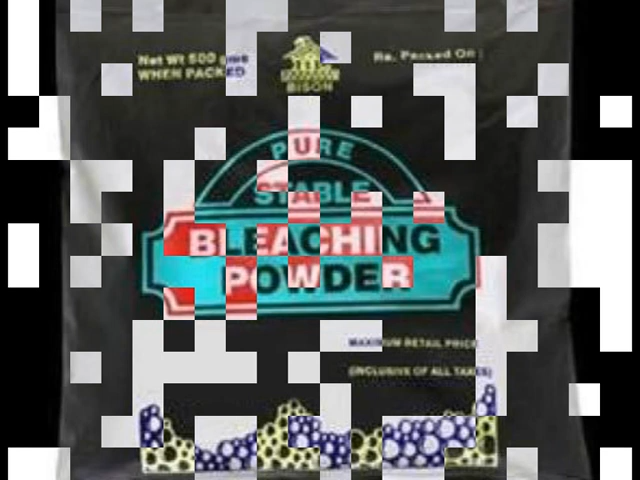 Net Wt 500 gms
WHEN PACKED
Re. Packed On :
BISON
PURE
STABLE
BLEACHING
POWDER
MAXIMUM RETAIL PRICE
(INCLUSIVE OF ALL TAXES)